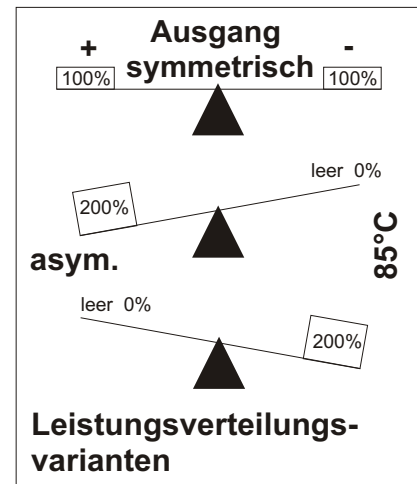 Ausgang
+ symmetrisch -
100% 100%
leer 0%
200%
asym.
85°C
leer 0%
200%
Leistungsverteilungs-
varianten